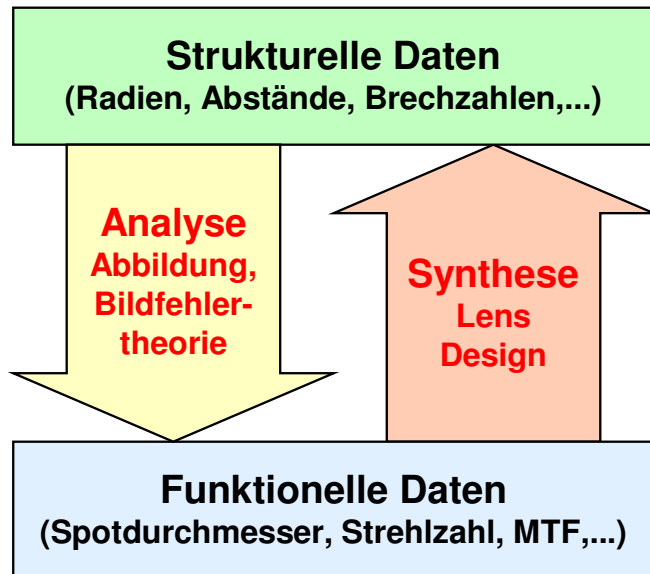 Strukturelle Daten
(Radien, Abstände, Brechzahlen,...)
Analyse
Abbildung,
Bildfehler-
theorie
Synthese
Lens
Design
Funktionelle Daten
(Spotdurchmesser, Strehlzahl, MTF,...)